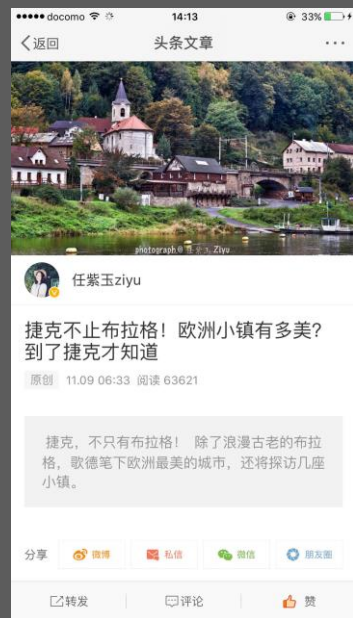 docomo 14:13 33%
返回 头条文章
photograph © 任紫玉 Ziyu
任紫玉ziyu
捷克不止布拉格！欧洲小镇有多美？
到了捷克才知道
原创 11.09 06:33 阅读 63621
捷克，不只有布拉格！ 除了浪漫古老的布拉
格，歌德笔下欧洲最美的城市，还将探访几座
小镇。
分享 微博 私信 微信 朋友圈
转发 评论 赞